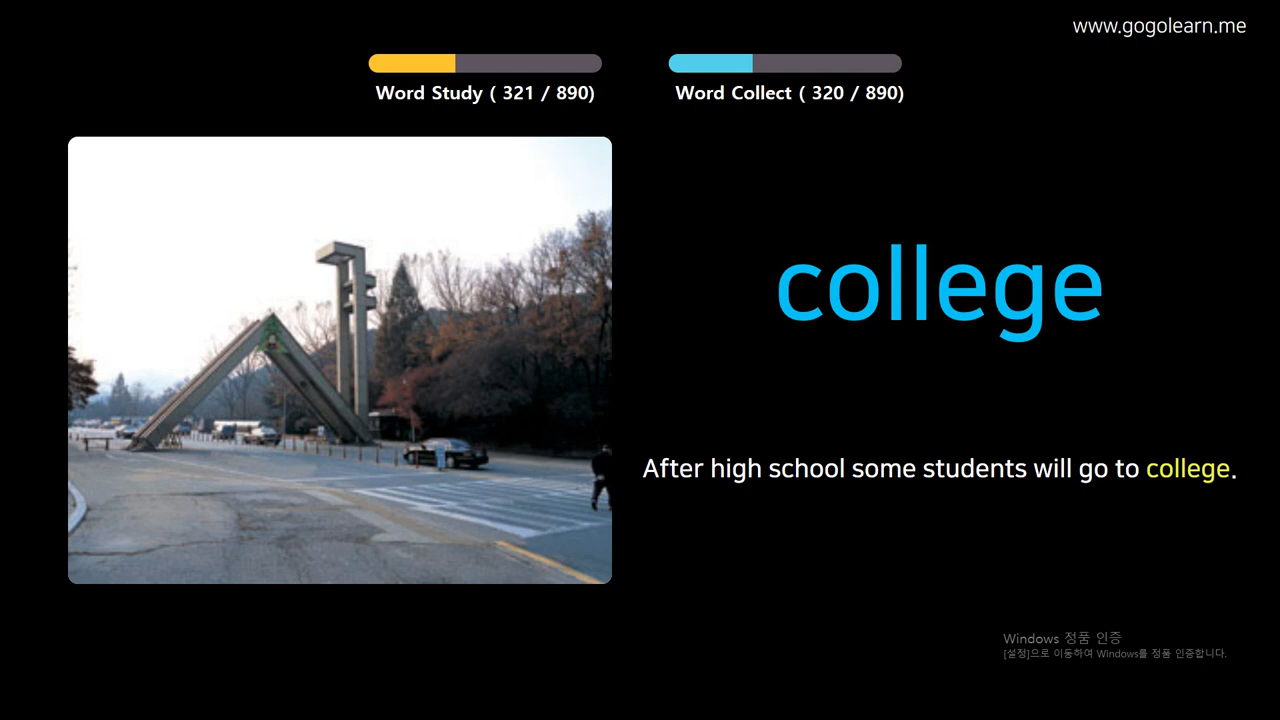 www.gogolearn.me
Word Study ( 321 / 890)
Word Collect ( 320 / 890)
college
After high school some students will go to college.
Windows 정품 인증
[설정]으로 이동하여 Windows를 정품 인증합니다.